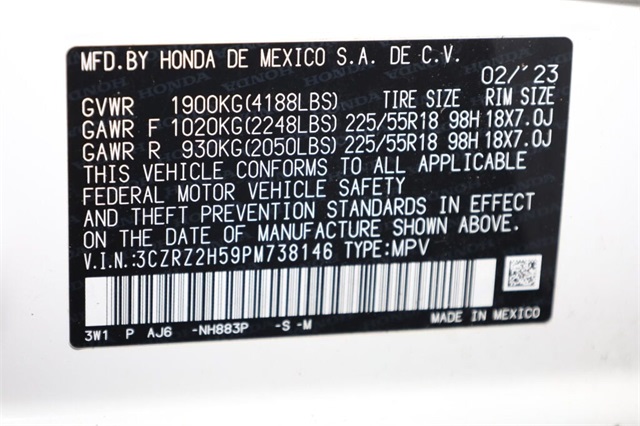 MFD. BY HONDA DE MEXICO S.A. DE C.V.
02/'23
GVWR 1900KG(4188LBS) TIRE SIZE RIM SIZE
GAWR F 1020KG(2248LBS) 225/55R18 98H 18X7.0J
GAWR R 930KG(2050LBS) 225/55R18 98H 18X7.0J
THIS VEHICLE CONFORMS TO ALL APPLICABLE
FEDERAL MOTOR VEHICLE SAFETY
AND THEFT PREVENTION STANDARDS IN EFFECT
ON THE DATE OF MANUFACTURE SHOWN ABOVE.
V.I.N.:3CZRZ2H59PM738146 TYPE:MPV
3W1 P AJ6 -NH883P -S -M
MADE IN MEXICO